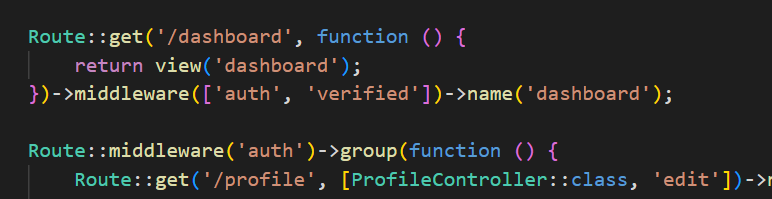 Route::get('/dashboard', function () {
    return view('dashboard');
})->middleware(['auth', 'verified'])->name('dashboard');
Route::middleware('auth')->group(function () {
    Route::get('/profile', [ProfileController::class, 'edit'])->